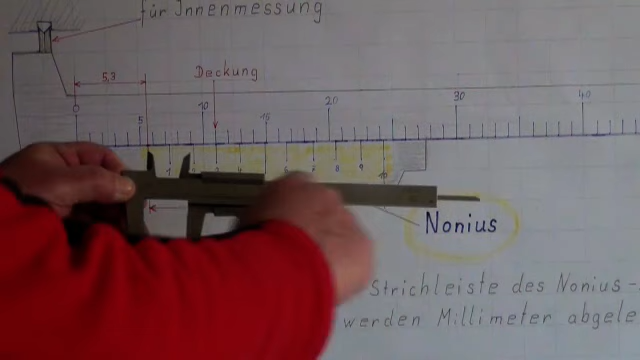 für Innenmessung
5,3
Deckung
0 5 10 15 20 30 40
Nonius
Strichleiste des Nonius -
werden Millimeter abgele